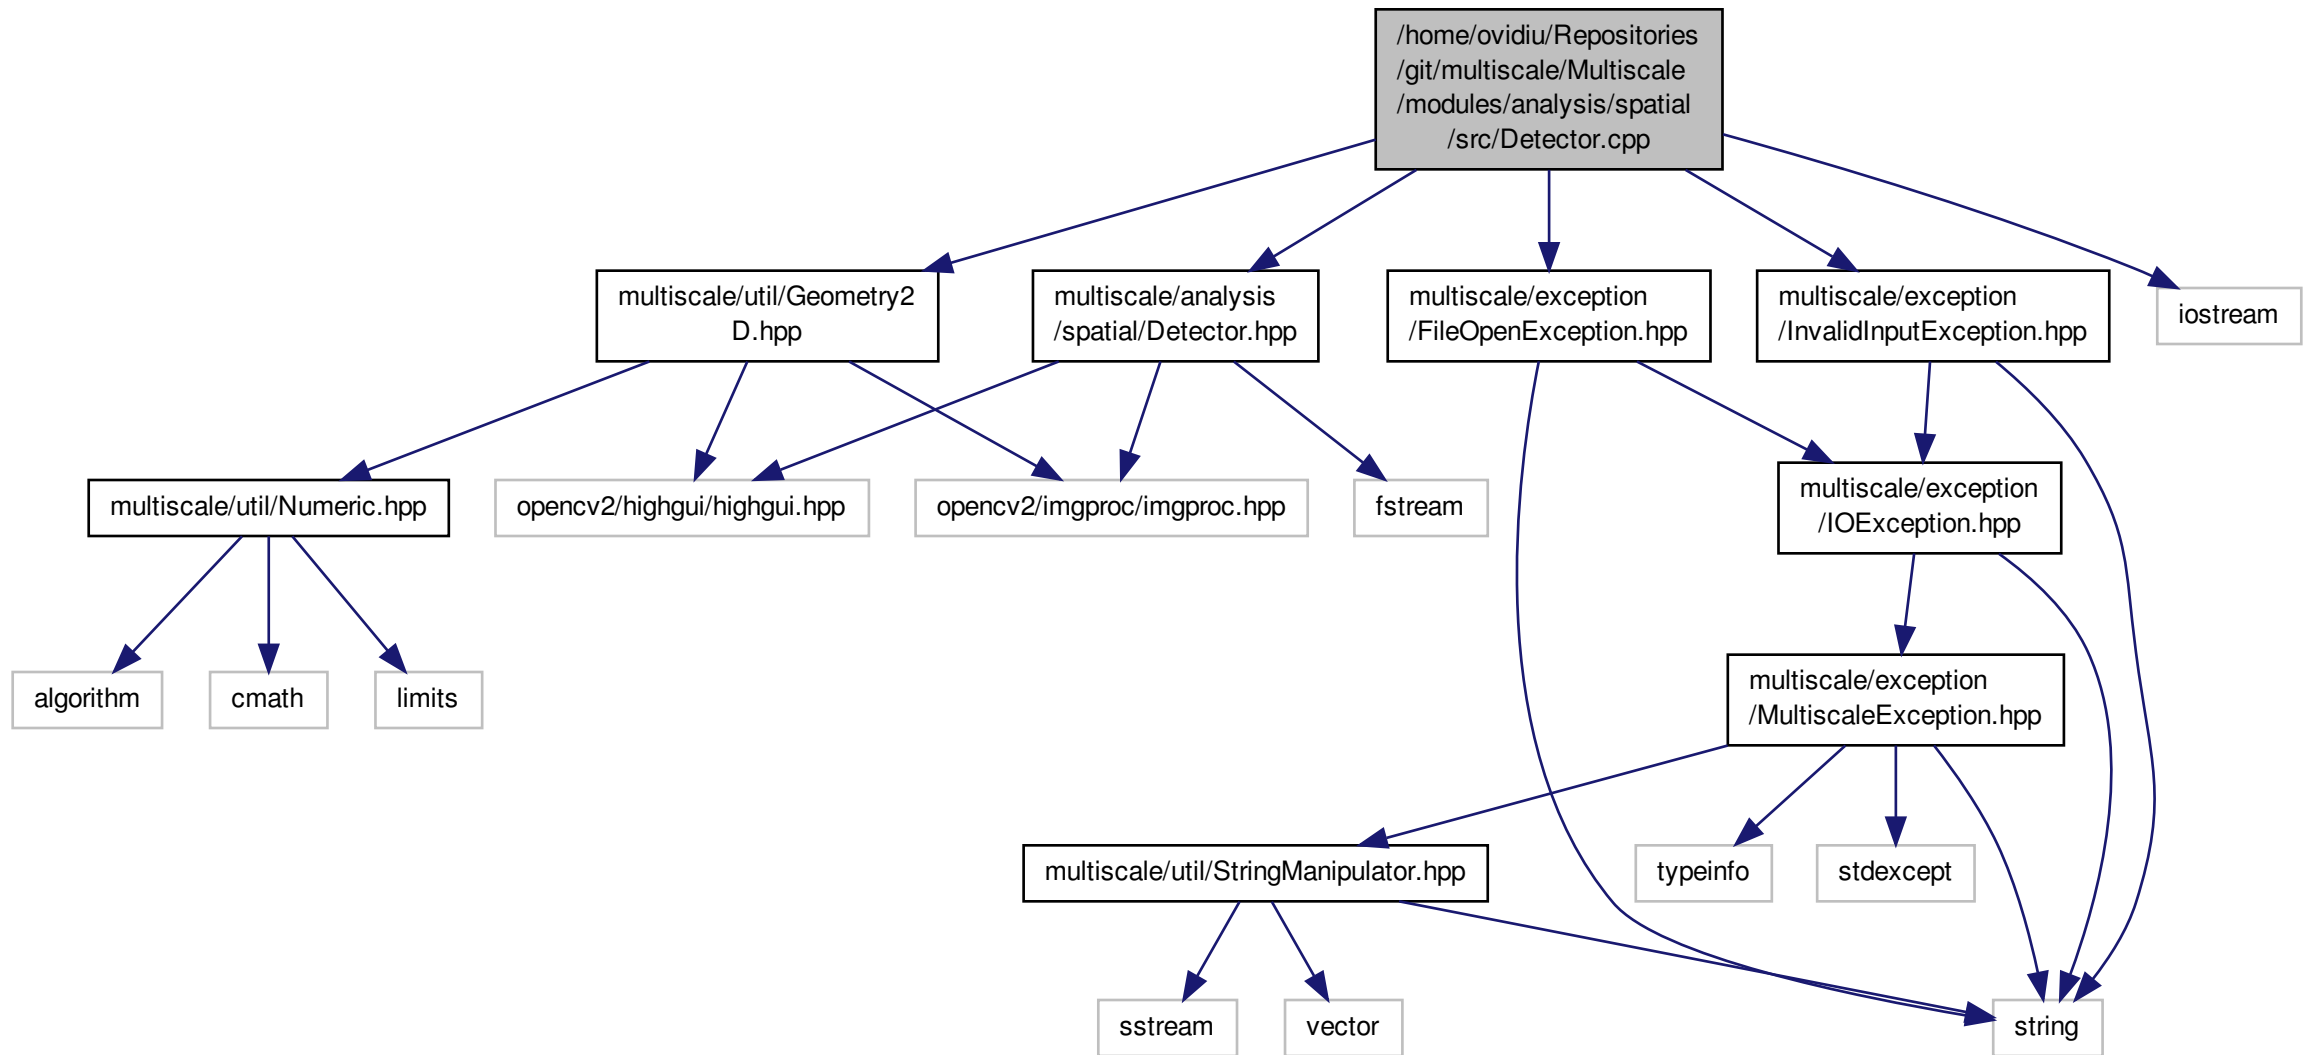 /home/ovidiu/Repositories
/git/multiscale/Multiscale
/modules/analysis/spatial
/src/Detector.cpp
multiscale/util/Geometry2
D.hpp
multiscale/analysis
/spatial/Detector.hpp
multiscale/exception
/FileOpenException.hpp
multiscale/exception
/InvalidInputException.hpp
iostream
multiscale/util/Numeric.hpp
opencv2/highgui/highgui.hpp
opencv2/imgproc/imgproc.hpp
fstream
multiscale/exception
/IOException.hpp
algorithm
cmath
limits
multiscale/exception
/MultiscaleException.hpp
multiscale/util/StringManipulator.hpp
typeinfo
stdexcept
sstream
vector
string